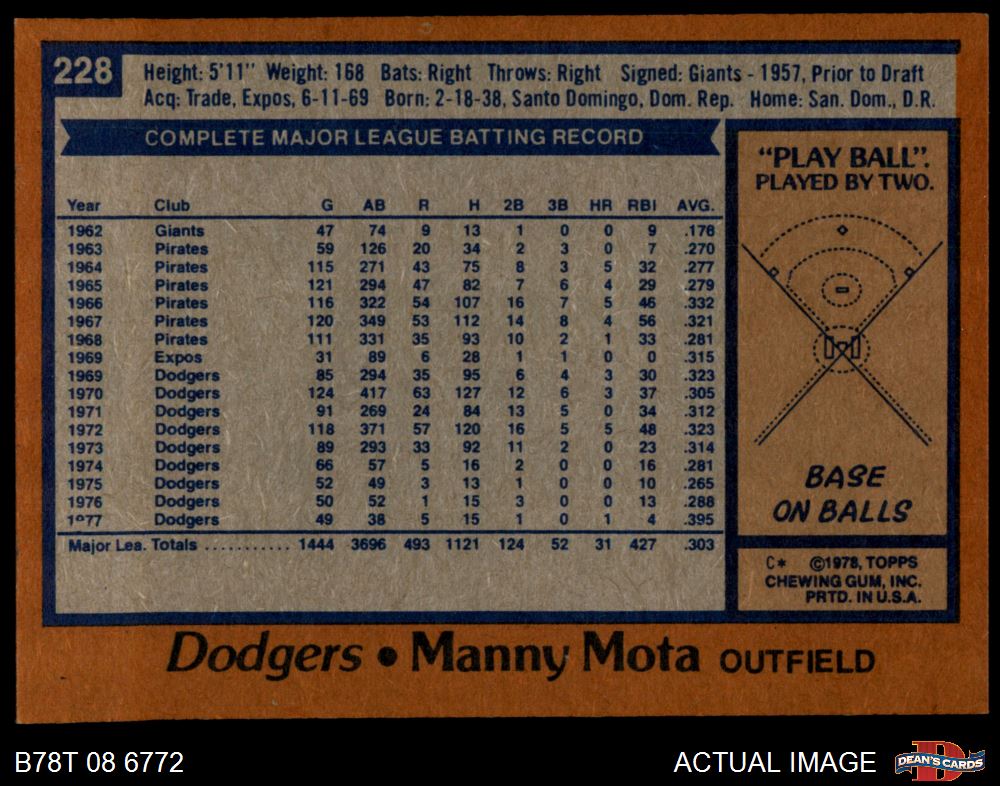 228
Height: 5'11" Weight: 168 Bats: Right Throws: Right Signed: Giants - 1957, Prior to Draft
Acq: Trade, Expos, 6-11-69 Born: 2-18-38, Santo Domingo, Dom. Rep. Home: San. Dom., D.R.
COMPLETE MAJOR LEAGUE BATTING RECORD
Year Club G AB R H 2B 3B HR RBI AVG.
1962 Giants 47 74 9 13 1 0 0 9 .176
1963 Pirates 59 126 20 34 2 3 0 7 .270
1964 Pirates 115 271 43 75 8 3 5 32 .277
1965 Pirates 121 294 47 82 7 6 4 29 .279
1966 Pirates 116 322 54 107 16 7 5 46 .332
1967 Pirates 120 349 53 112 14 8 4 56 .321
1968 Pirates 111 331 35 93 10 2 1 33 .281
1969 Expos 31 89 6 28 1 1 0 0 .315
1969 Dodgers 85 294 35 95 6 4 3 30 .323
1970 Dodgers 124 417 63 127 12 6 3 37 .305
1971 Dodgers 91 269 24 84 13 5 0 34 .312
1972 Dodgers 118 371 57 120 16 5 5 48 .323
1973 Dodgers 89 293 33 92 11 2 0 23 .314
1974 Dodgers 66 57 5 16 2 0 0 16 .281
1975 Dodgers 52 49 3 13 1 0 0 10 .265
1976 Dodgers 50 52 1 15 3 0 0 13 .288
1977 Dodgers 49 38 5 15 1 0 1 4 .395
Major Lea. Totals ........... 1444 3696 493 1121 124 52 31 427 .303
"PLAY BALL".
PLAYED BY TWO.
BASE
ON BALLS
C* ©1978, TOPPS
CHEWING GUM, INC.
PRTD. IN U.S.A.
Dodgers • Manny Mota OUTFIELD
B78T 08 6772
ACTUAL IMAGE
D
DEAN'S CARDS